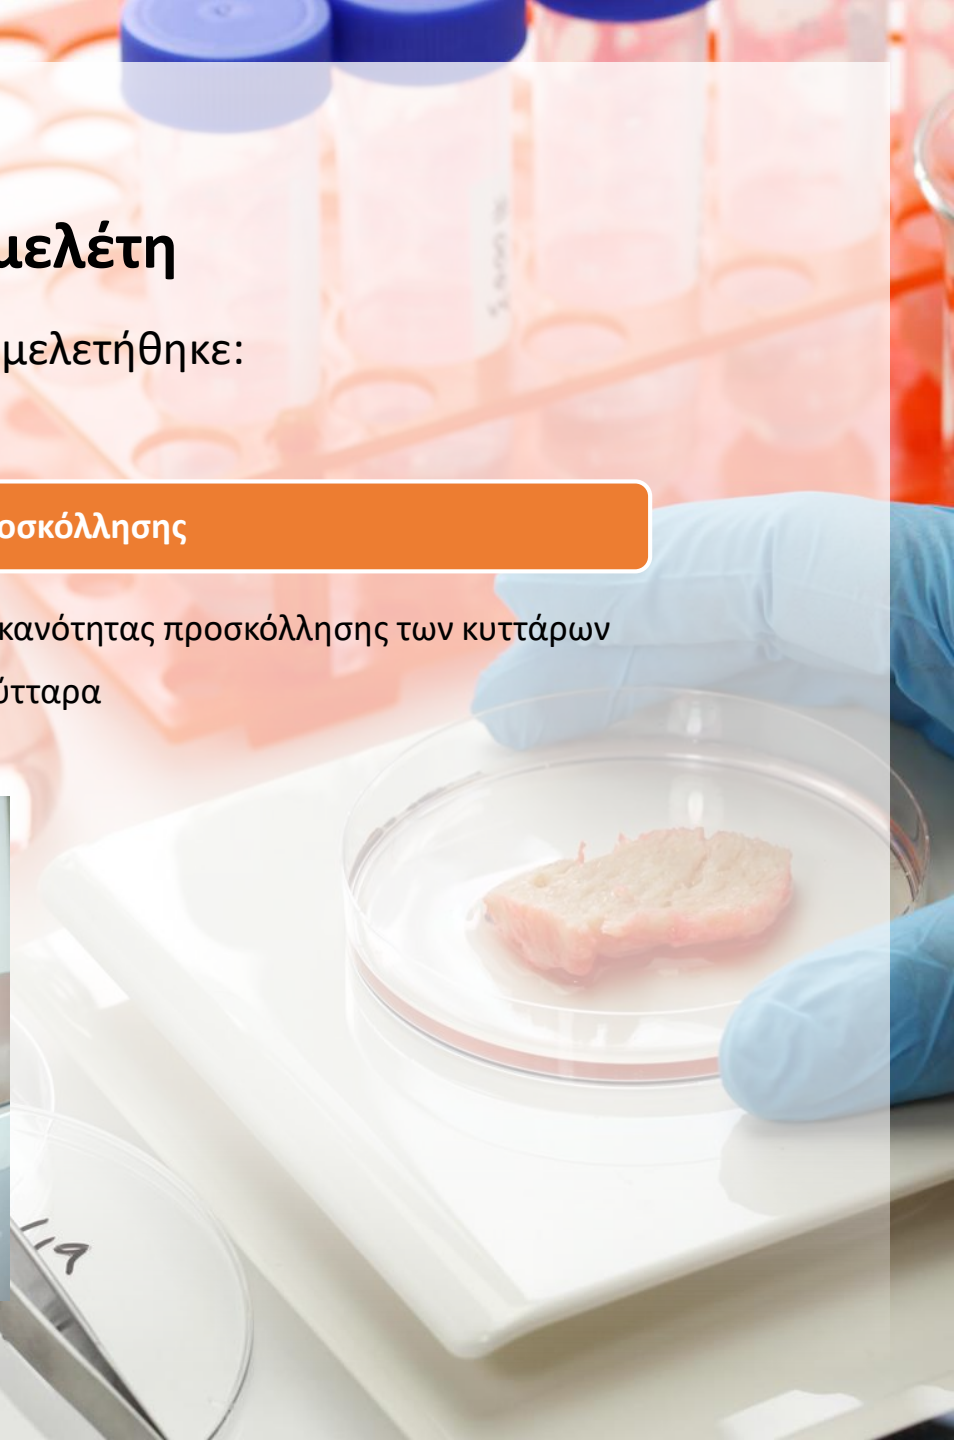 μελέτη
μελετήθηκε:
οσκόλλησης
κανότητας προσκόλλησης των κυττάρων
ύτταρα